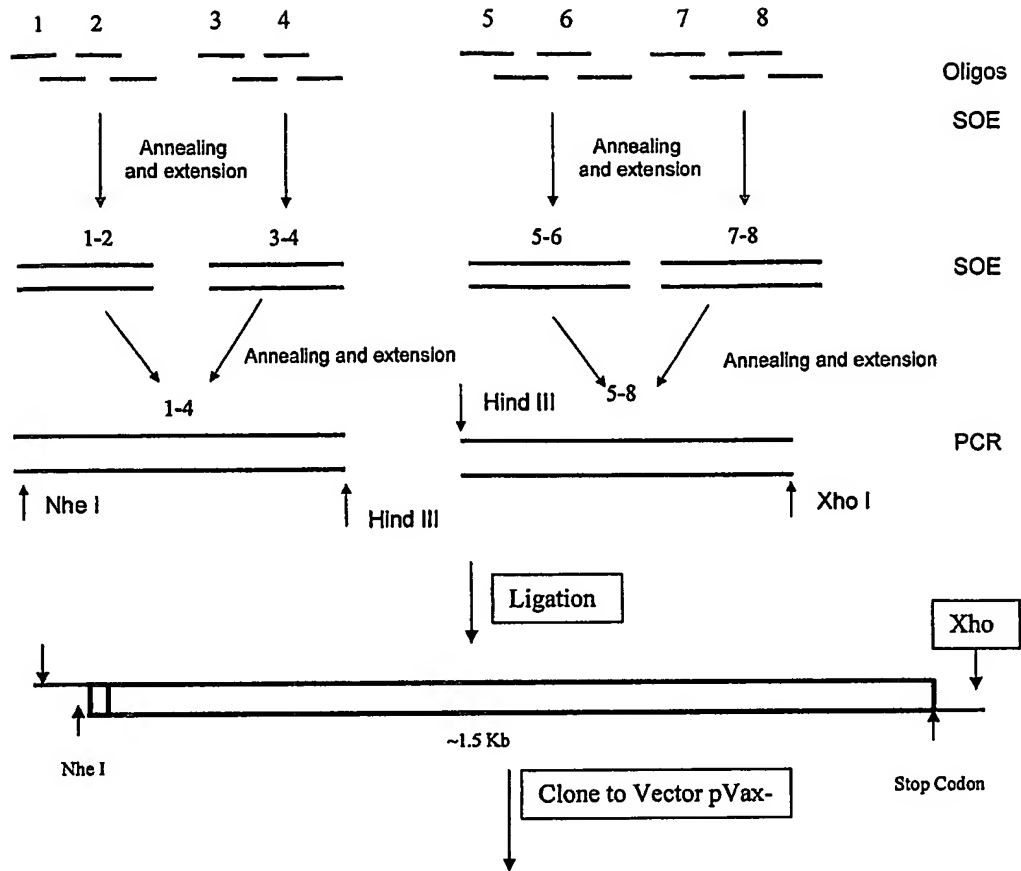 1 2 3 4 5 6 7 8
Oligos
SOE
Annealing
and extension
Annealing
and extension
1-2 3-4 5-6 7-8
SOE
Annealing and extension
Annealing and extension
1-4
Hind III
5-8
PCR
Nhe I
Hind III
Xho I
Ligation
Xho
~1.5 Kb
Nhe I
Stop Codon
Clone to Vector pVax-